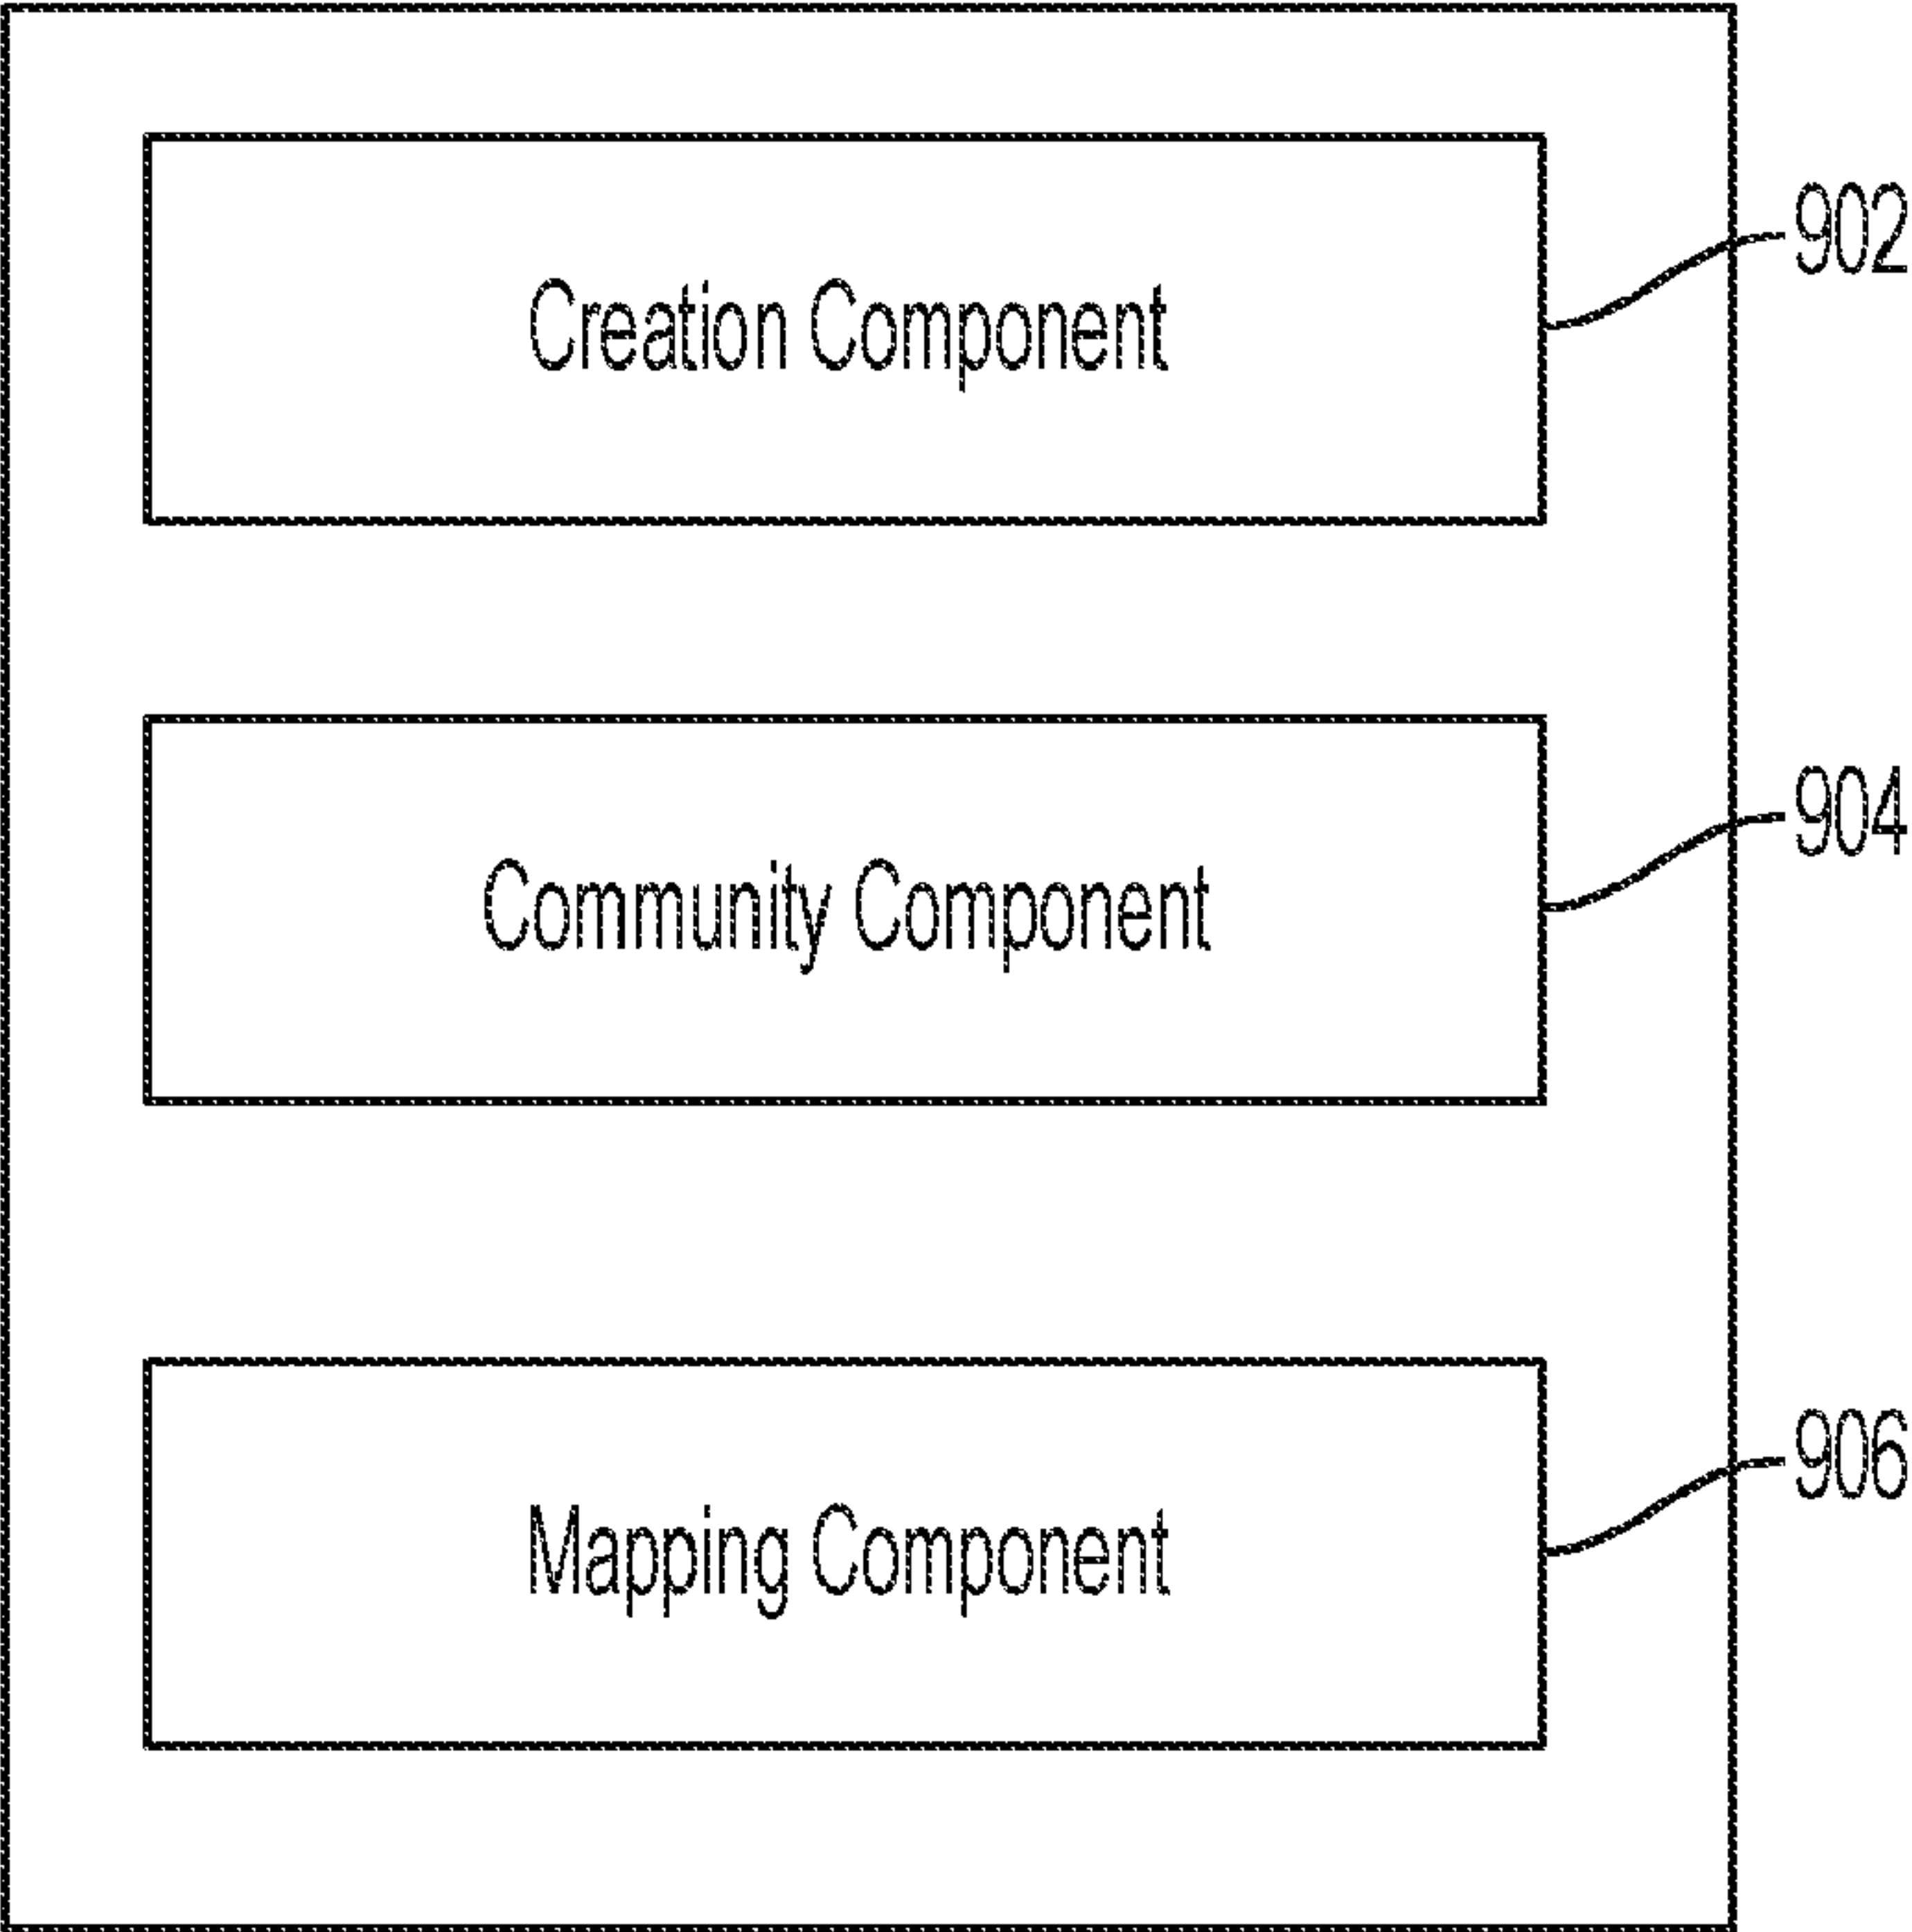 902
Creation Component
904
Community Component
906
Mapping Component